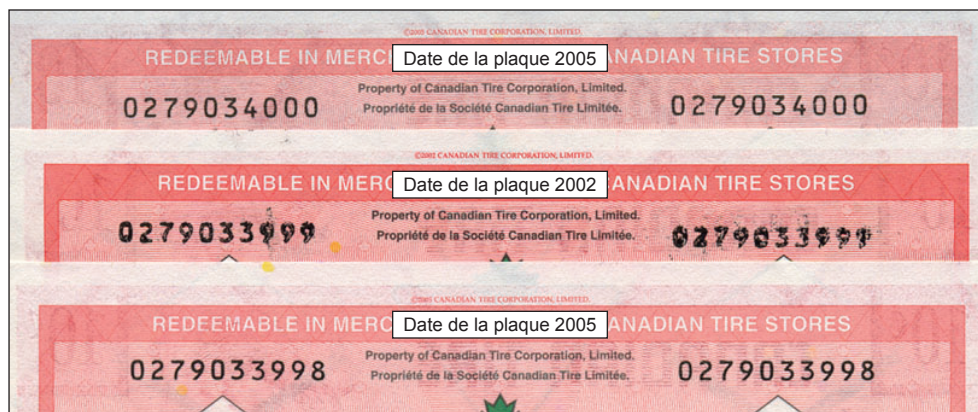 ©2005 CANADIAN TIRE CORPORATION, LIMITED.
REDEEMABLE IN MERC Date de la plaque 2005 ANADIAN TIRE STORES
Property of Canadian Tire Corporation, Limited.
0279034000 Propriété de la Société Canadian Tire Limitée. 0279034000
©2002 CANADIAN TIRE CORPORATION, LIMITED.
REDEEMABLE IN MERC Date de la plaque 2002 ANADIAN TIRE STORES
Property of Canadian Tire Corporation, Limited.
0279033999 Propriété de la Société Canadian Tire Limitée. 0279033999
©2005 CANADIAN TIRE CORPORATION, LIMITED.
REDEEMABLE IN MERC Date de la plaque 2005 ANADIAN TIRE STORES
Property of Canadian Tire Corporation, Limited.
0279033998 Propriété de la Société Canadian Tire Limitée. 0279033998